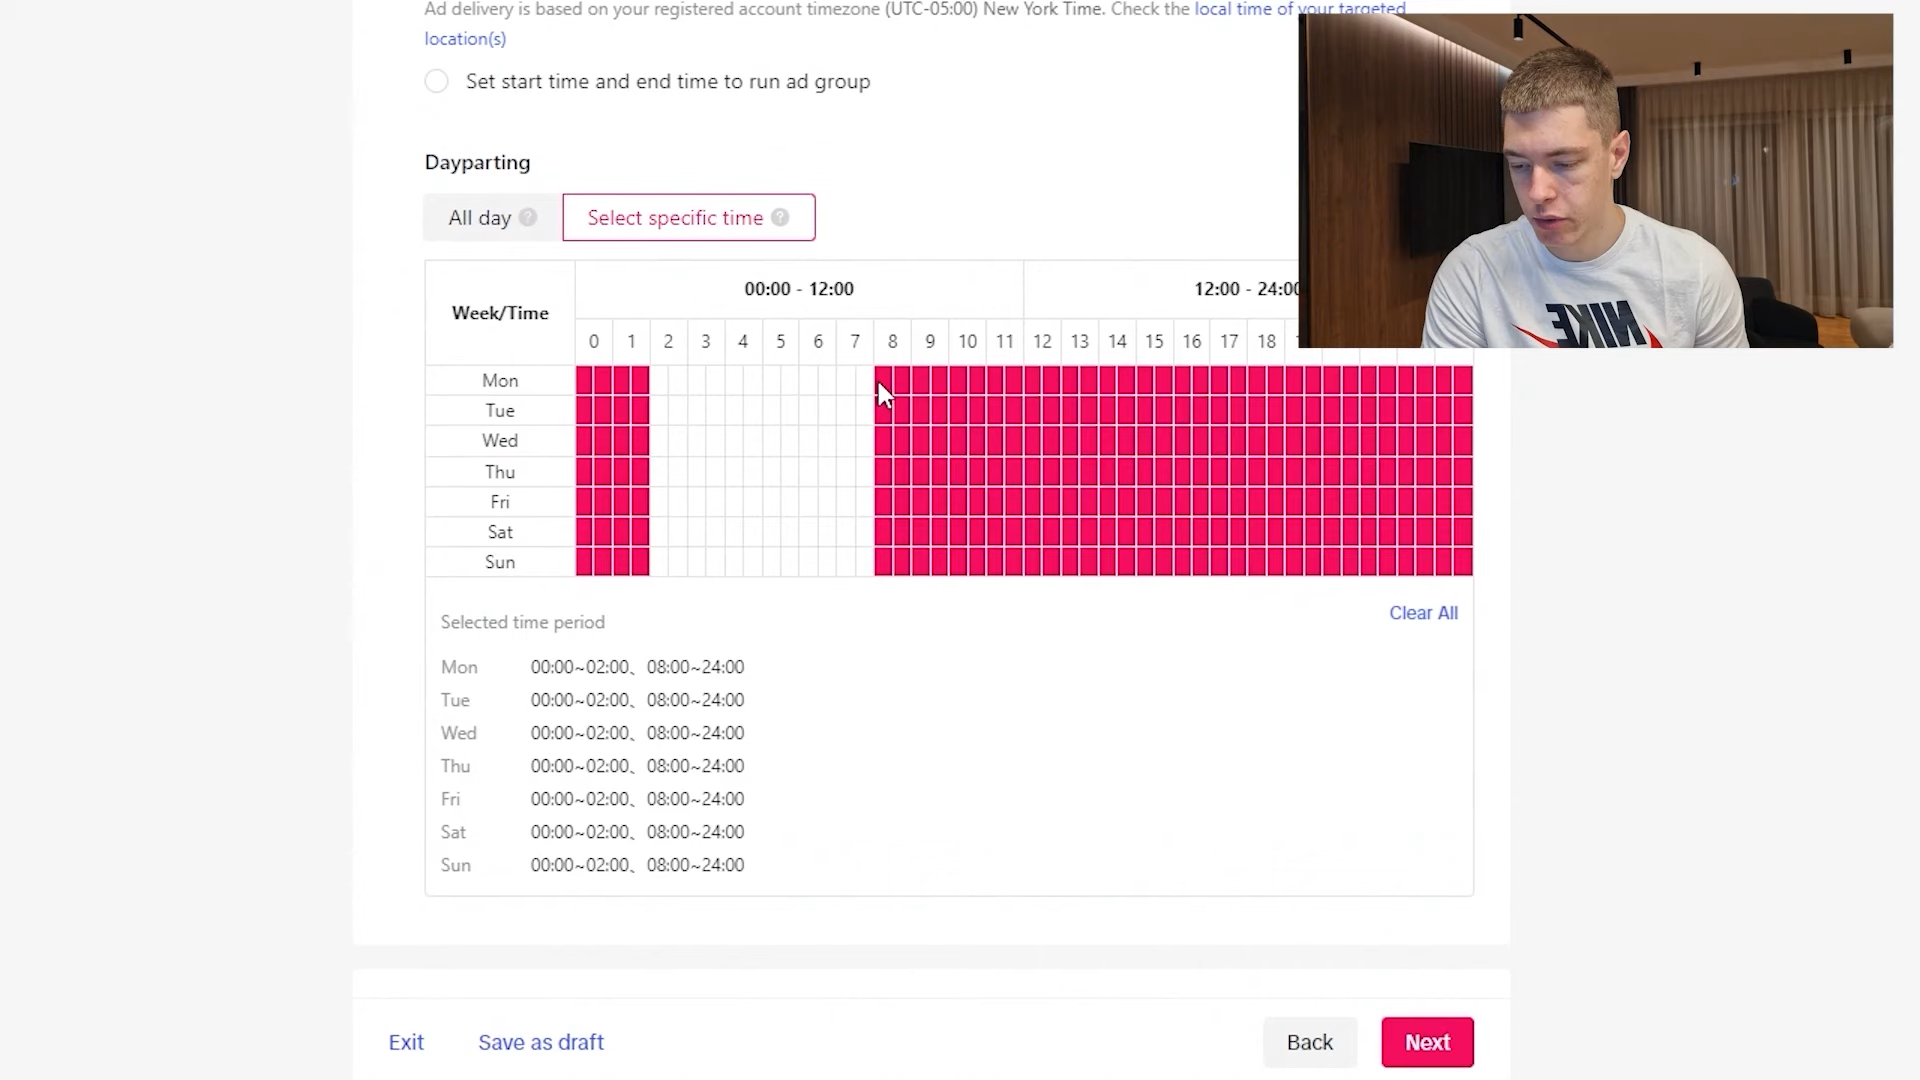 Ad delivery is based on your registered account timezone (UTC-05:00) New York Time. Check the local time of your targeted
location(s)
Set start time and end time to run ad group
Dayparting
All day ? Select specific time ?
Week/Time
00:00 - 12:00
12:00 - 24:00
0 1 2 3 4 5 6 7 8 9 10 11 12 13 14 15 16 17 18
Mon
Tue
Wed
Thu
Fri
Sat
Sun
Clear All
Selected time period
Mon 00:00~02:00、08:00~24:00
Tue 00:00~02:00、08:00~24:00
Wed 00:00~02:00、08:00~24:00
Thu 00:00~02:00、08:00~24:00
Fri 00:00~02:00、08:00~24:00
Sat 00:00~02:00、08:00~24:00
Sun 00:00~02:00、08:00~24:00
Exit Save as draft Back Next
NIKE